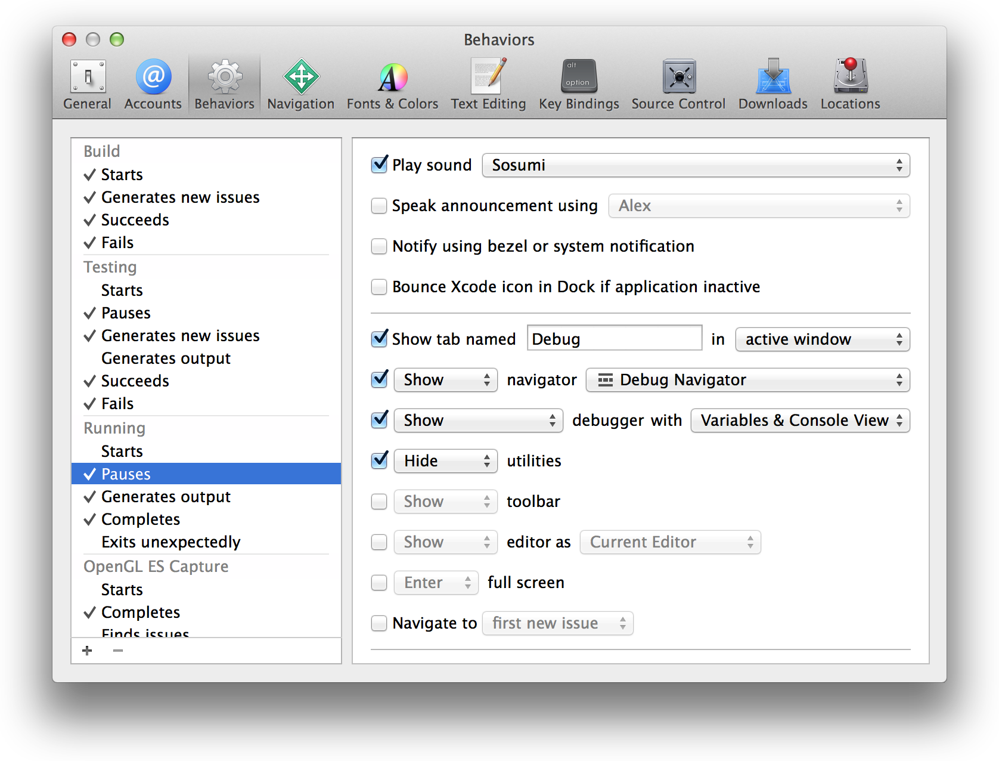 Behaviors
alt
option
General Accounts Behaviors Navigation Fonts & Colors Text Editing Key Bindings Source Control Downloads Locations
Build
Starts
Generates new issues
Succeeds
Fails
Testing
Starts
Pauses
Generates new issues
Generates output
Succeeds
Fails
Running
Starts
Pauses
Generates output
Completes
Exits unexpectedly
OpenGL ES Capture
Starts
Completes
Finds issues
Play sound Sosumi
Speak announcement using Alex
Notify using bezel or system notification
Bounce Xcode icon in Dock if application inactive
Show tab named Debug in active window
Show navigator Debug Navigator
Show debugger with Variables & Console View
Hide utilities
Show toolbar
Show editor as Current Editor
Enter full screen
Navigate to first new issue